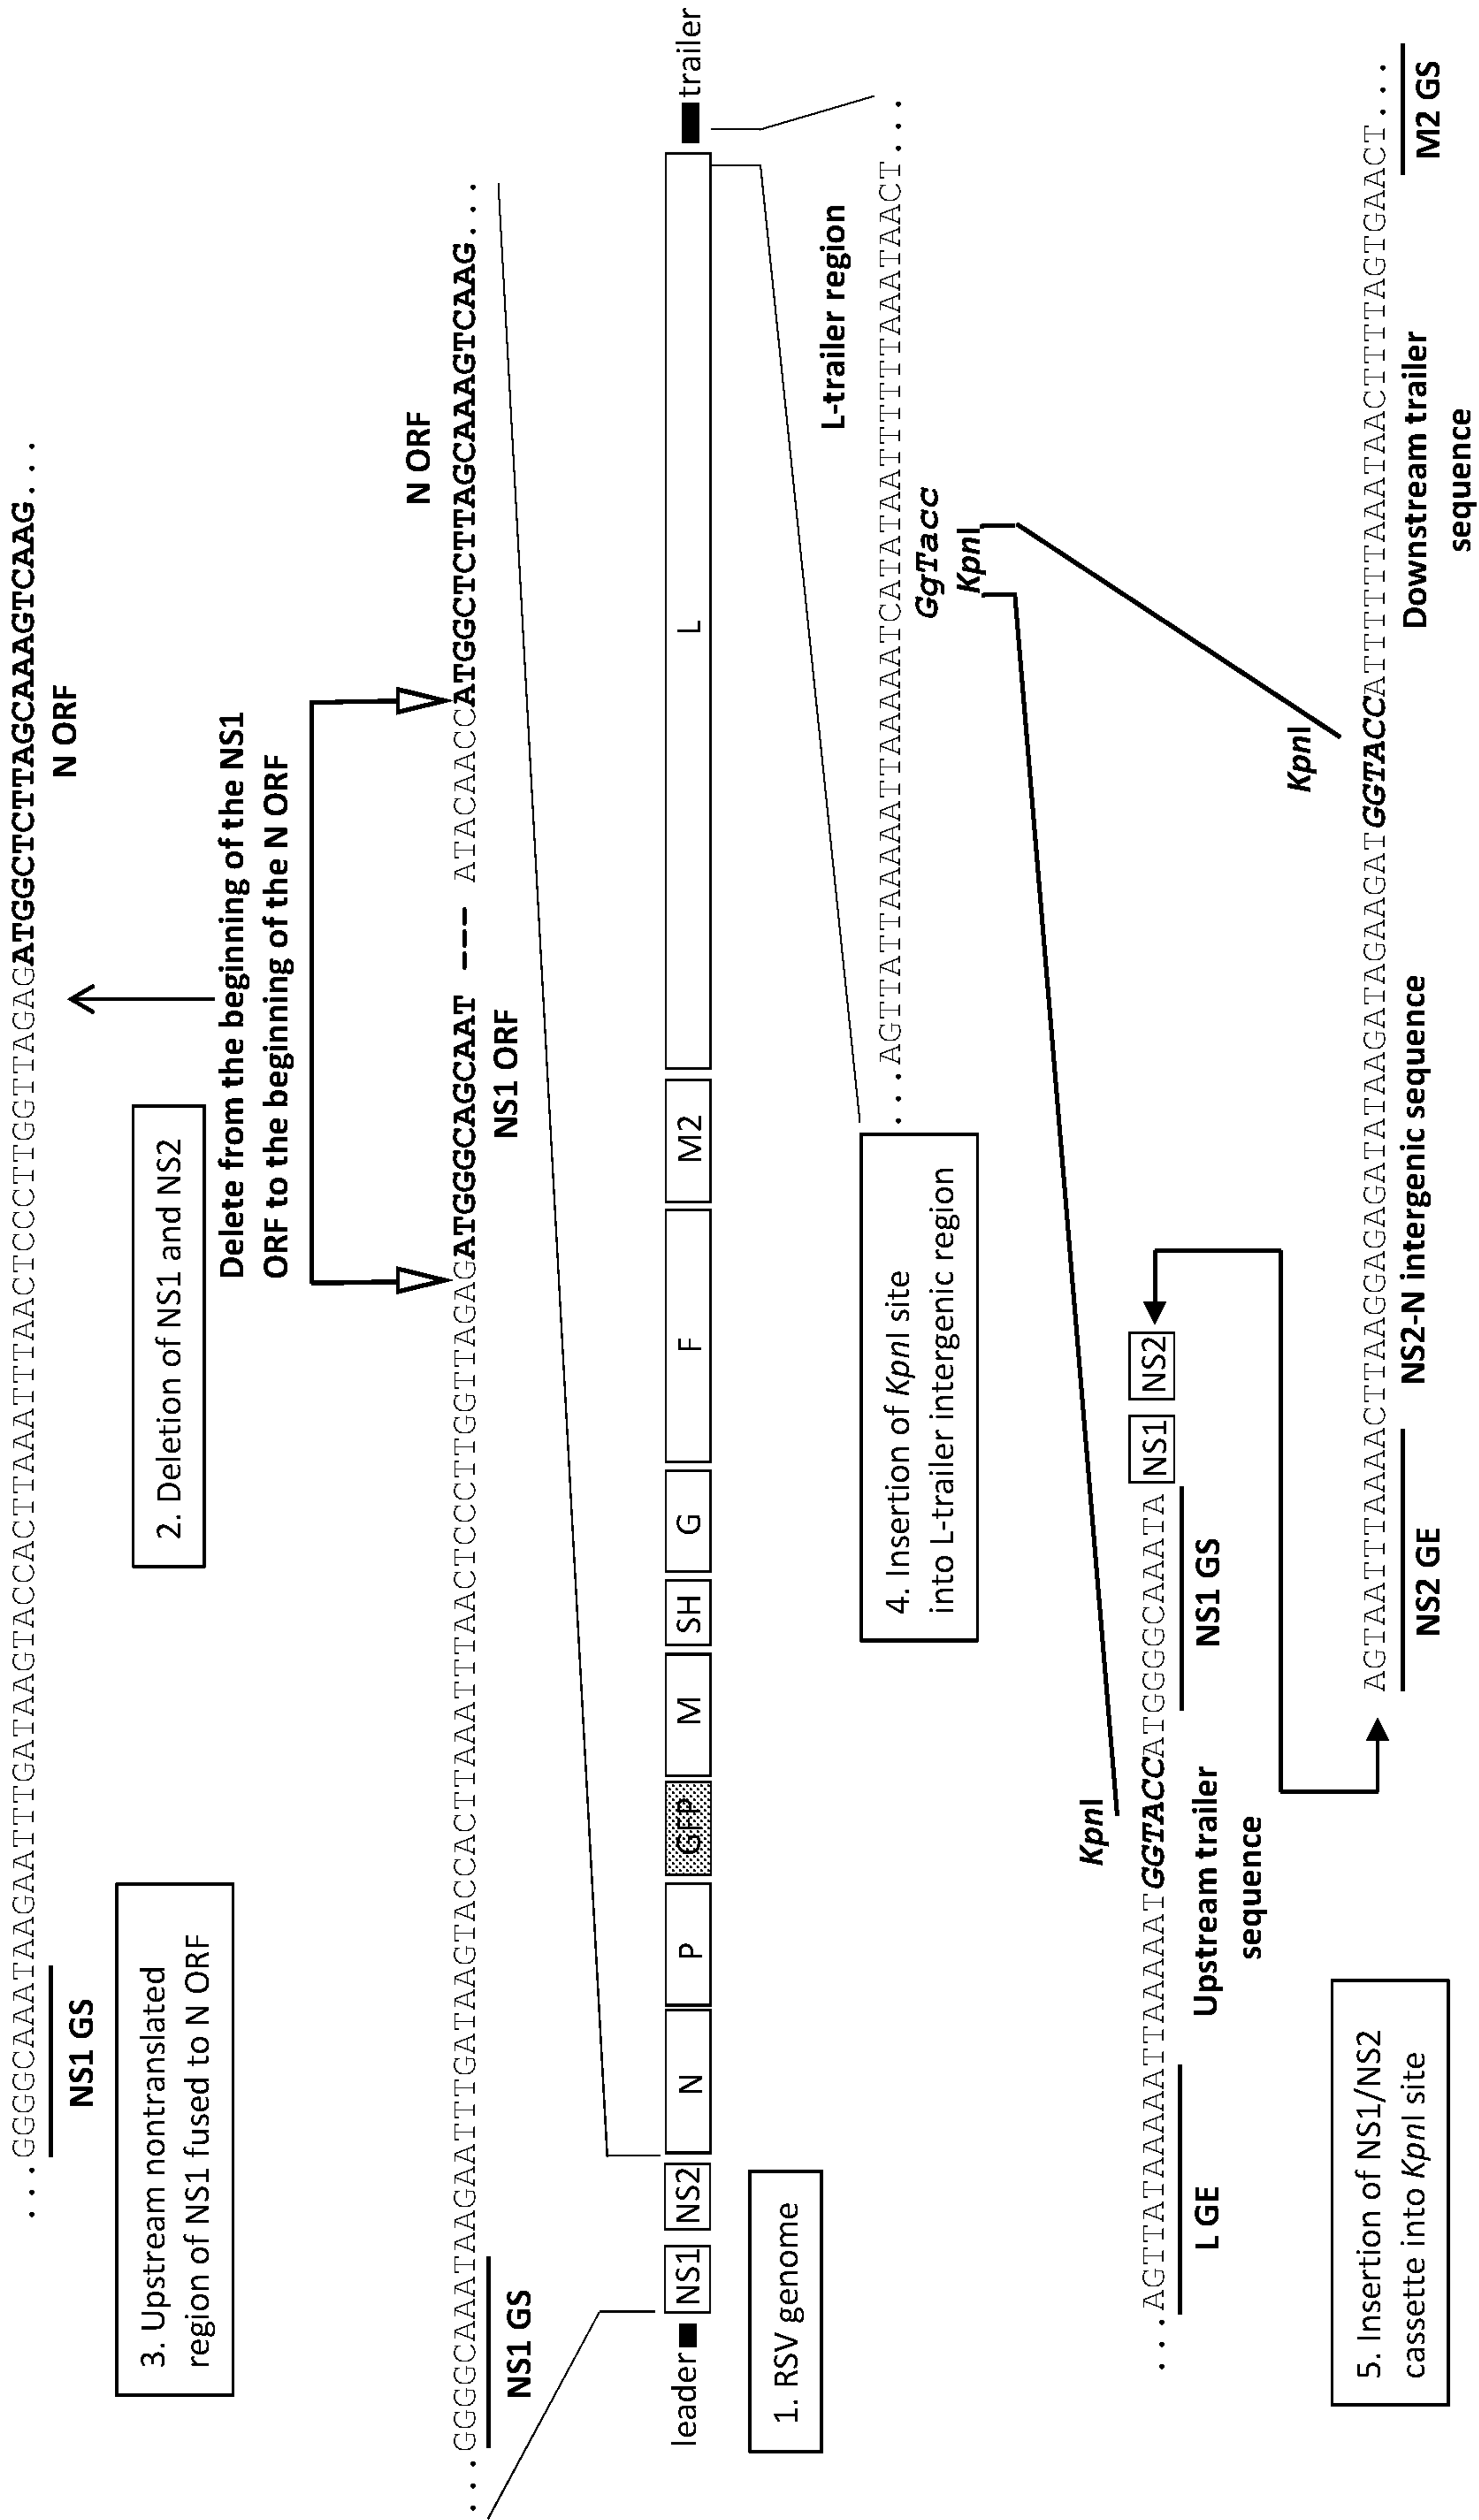 ...GGGGCAAATAAGAATTTGATAAGTACCACTTAAATTTAACTCCCTTGGTTAGAGATGGCTCTTAGCAAAGTCAAG...
NS1 GS
N ORF
3. Upstream nontranslated
region of NS1 fused to N ORF
2. Deletion of NS1 and NS2
Delete from the beginning of the NS1
ORF to the beginning of the N ORF
N ORF
...GGGGCAAATAAGAATTTGATAAGTACCACTTAAATTTAACTCCCTTGGTTAGAGATGGGCAGCAAT --- ATACAACCATGGCTCTTAGCAAAGTCAAG...
NS1 GS
NS1 ORF
leader NS1 NS2 N P GFP M SH G F M2 L trailer
1. RSV genome
L-trailer region
...AGTTATTAAAAATTAAAAATCATATAATTTTTTAAATAACT...
GgTacc
KpnI
4. Insertion of KpnI site
into L-trailer intergenic region
KpnI
...AGTTATAAAAATTAAAAATGGTACCATGGGGCAAATA NS1 NS2
L GE
Upstream trailer
sequence
NS1 GS
KpnI
5. Insertion of NS1/NS2
cassette into KpnI site
AGTAATTTAAAACTTAAGGAGAGATATAAGATAGAAGATGGTACCATTTTTTAAATAACTTTTAGTGAACT...
NS2 GE
NS2-N intergenic sequence
Downstream trailer
sequence
M2 GS